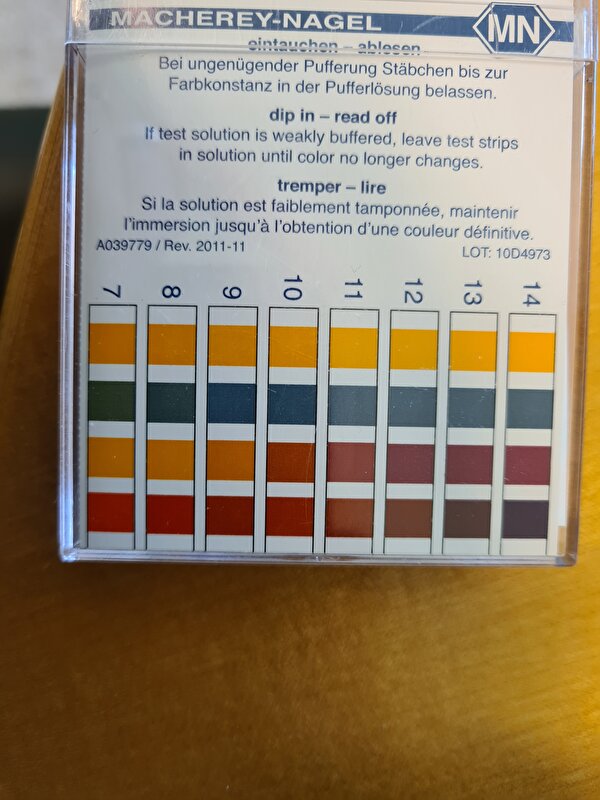 MACHEREY-NAGEL
MN
eintauchen – ablesen
Bei ungenügender Pufferung Stäbchen bis zur
Farbkonstanz in der Pufferlösung belassen.
dip in – read off
If test solution is weakly buffered, leave test strips
in solution until color no longer changes.
tremper – lire
Si la solution est faiblement tamponnée, maintenir
l'immersion jusqu'à l'obtention d'une couleur définitive.
A039779 / Rev. 2011-11
LOT: 10D4973
7 8 9 10 11 12 13 14